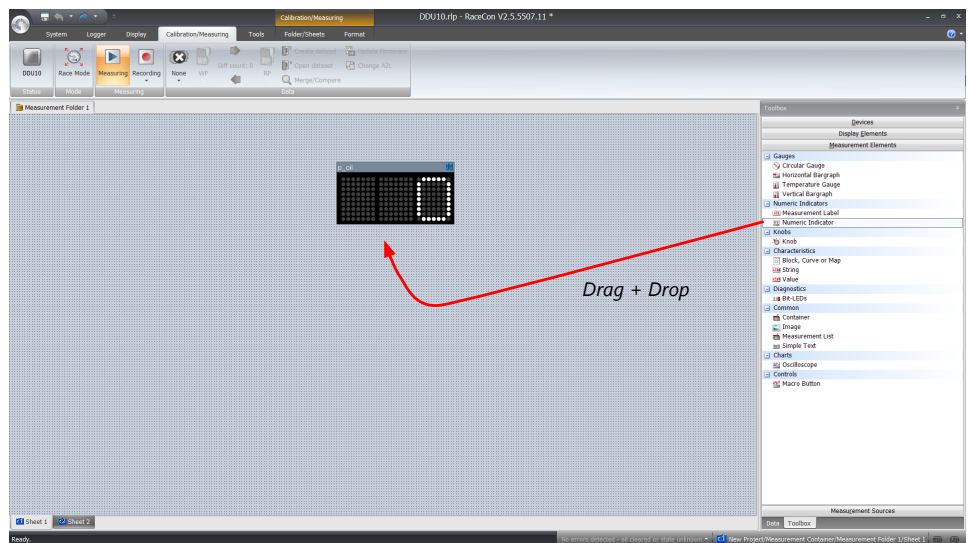 Calibration/Measuring
DDU10.rlp - RaceCon V2.5.5507.11 *
System Logger Display Calibration/Measuring Tools Folder/Sheets Format
DDU10 Race Mode Measuring Recording None WP Diff count: 0 RP
Create dataset Update Firmware
Open dataset Change A2L
Merge/Compare
Status Mode Measuring Data
Measurement Folder 1
Toolbox
Devices
Display Elements
Measurement Elements
Gauges
Circular Gauge
Horizontal Bargraph
Temperature Gauge
Vertical Bargraph
Numeric Indicators
Measurement Label
Numeric Indicator
Knobs
Knob
Characteristics
Block, Curve or Map
String
Value
Diagnostics
Bit-LEDs
Common
Container
Image
Measurement List
Simple Text
Charts
Oscilloscope
Controls
Macro Button
p_oil
0
Drag + Drop
Measurement Sources
Data Toolbox
Sheet 1 Sheet 2
Ready.
No errors detected - all cleared or state unknown
New Project/Measurement Container/Measurement Folder 1/Sheet 1